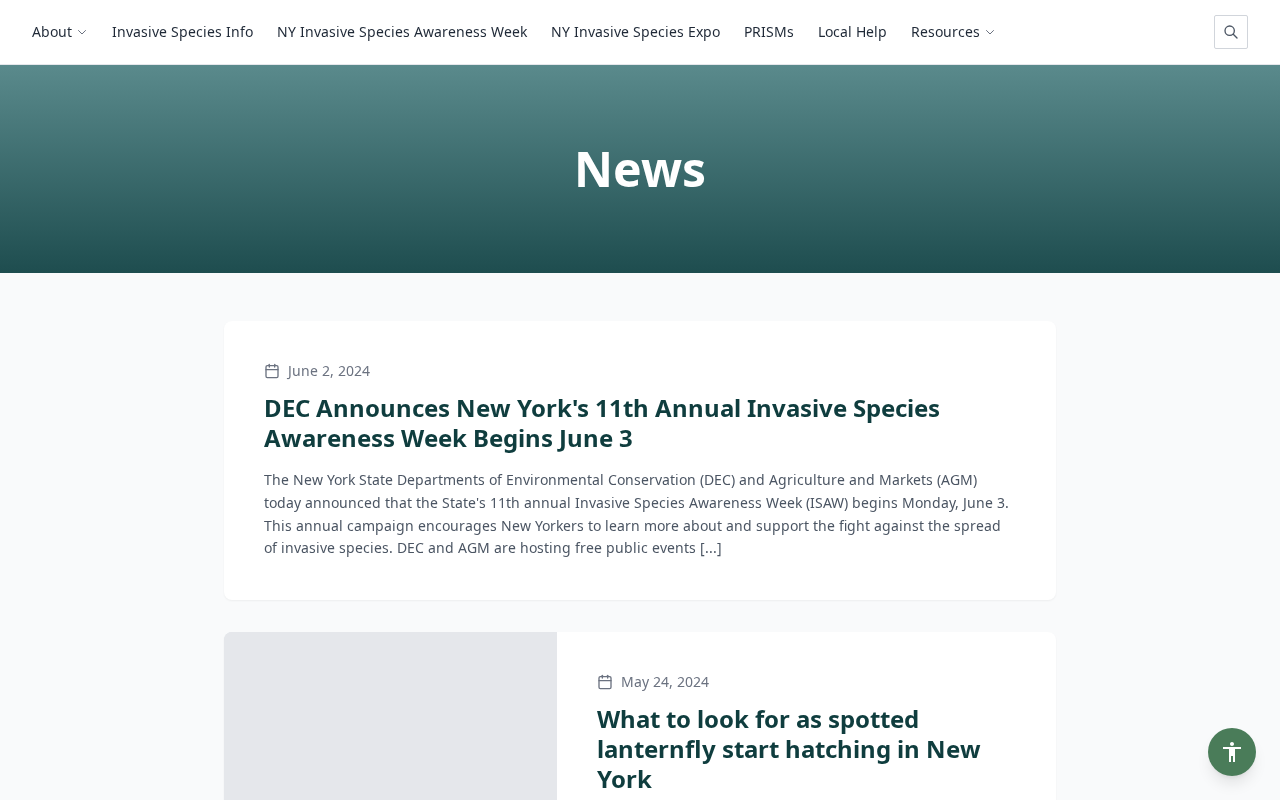 About
Invasive Species Info
NY Invasive Species Awareness Week
NY Invasive Species Expo
PRISMs
Local Help
Resources
News
June 2, 2024
DEC Announces New York's 11th Annual Invasive Species
Awareness Week Begins June 3
The New York State Departments of Environmental Conservation (DEC) and Agriculture and Markets (AGM)
today announced that the State's 11th annual Invasive Species Awareness Week (ISAW) begins Monday, June 3.
This annual campaign encourages New Yorkers to learn more about and support the fight against the spread
of invasive species. DEC and AGM are hosting free public events [...]
May 24, 2024
What to look for as spotted
lanternfly start hatching in New
York